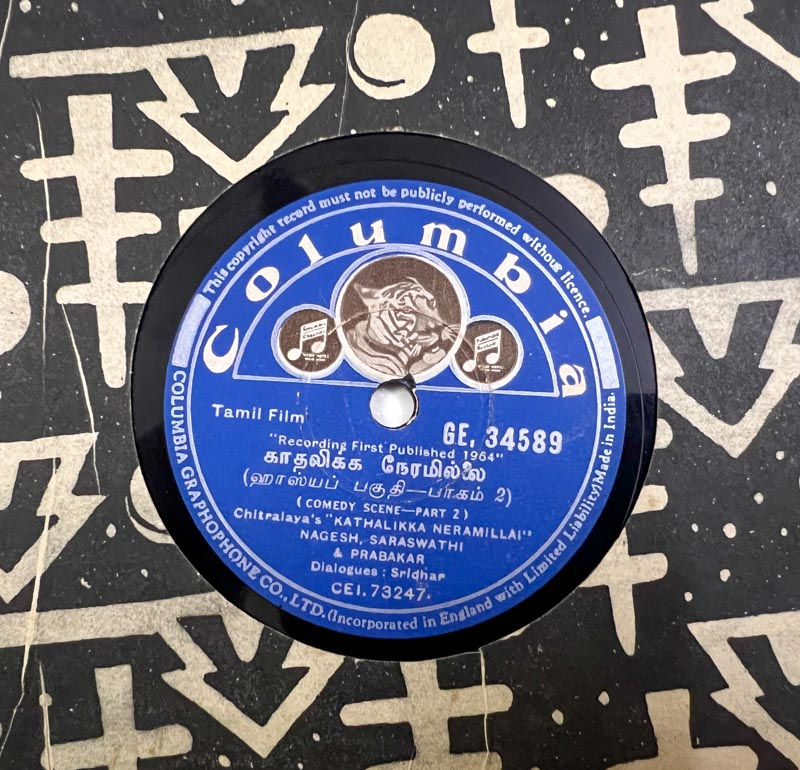 This copyright record must not be publicly performed without licence.
Columbia
Tamil Film
GE. 34589
"Recording First Published 1964"
காதலிக்க நேரமில்லை
(ஹாஸ்யப் பகுதி—பாகம் 2)
(COMEDY SCENE—PART 2)
Chitralaya's "KATHALIKKA NERAMILLAI"
NAGESH, SARASWATHI
& PRABAKAR
Dialogues : Sridhar
CEI. 73247.
COLUMBIA GRAPHOPHONE CO., LTD. (Incorporated in England with Limited Liability) Made in India.